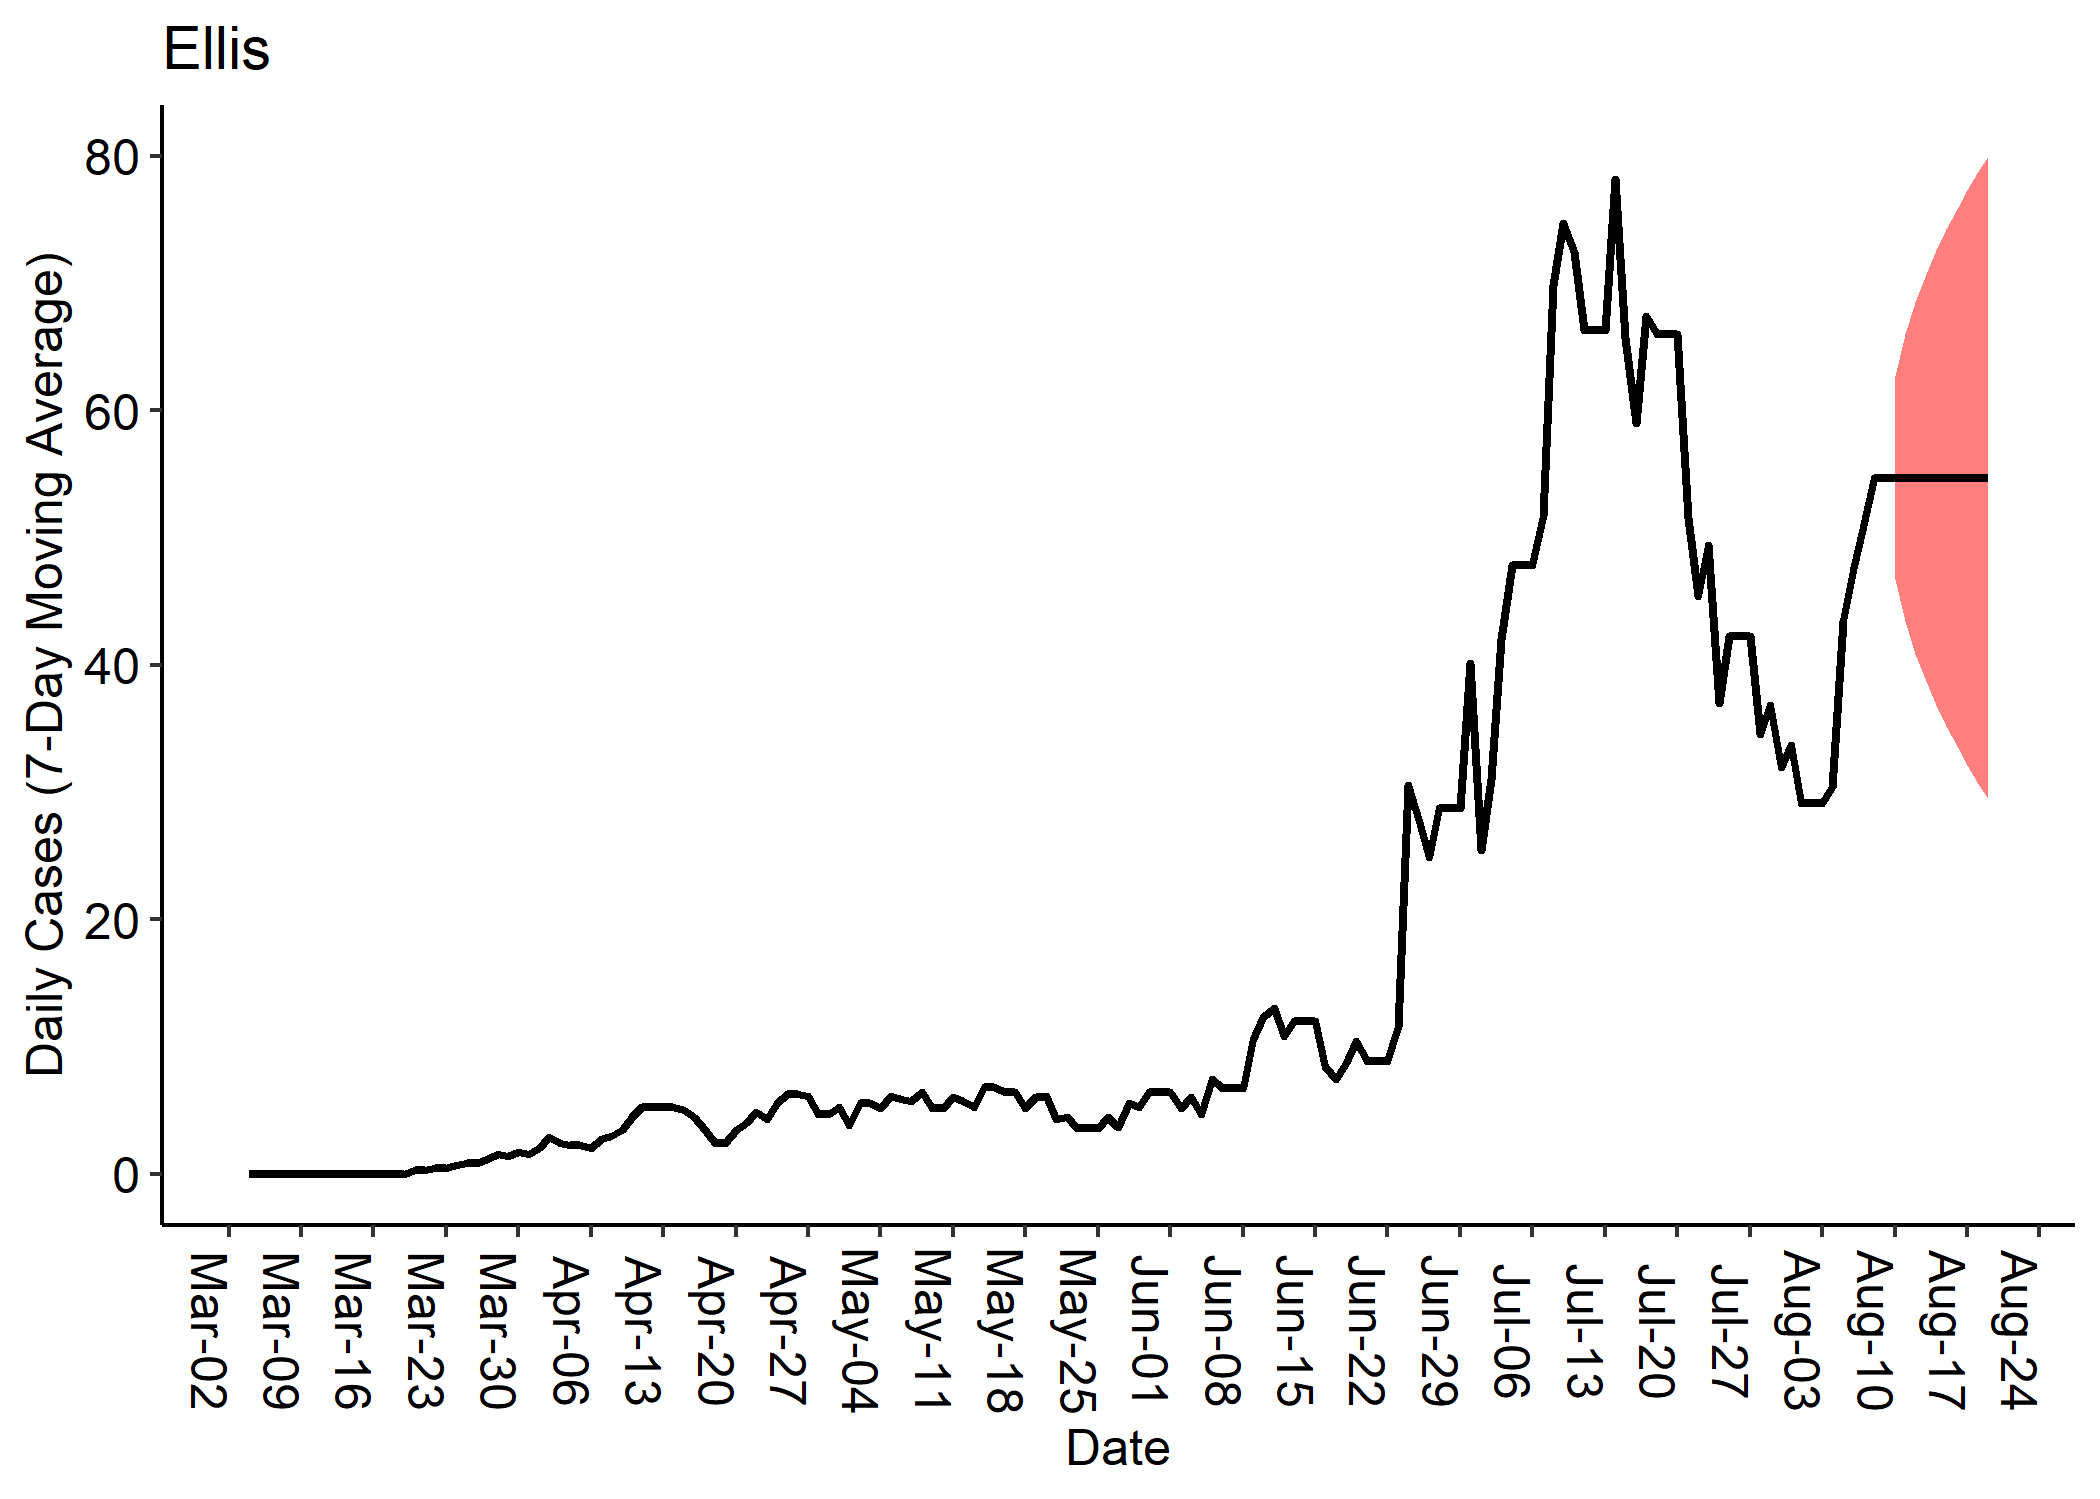 Ellis
Daily Cases (7-Day Moving Average)
80
60
40
20
0
Mar-02
Mar-09
Mar-16
Mar-23
Mar-30
Apr-06
Apr-13
Apr-20
Apr-27
May-04
May-11
May-18
May-25
Jun-01
Jun-08
Jun-15
Jun-22
Jun-29
Jul-06
Jul-13
Jul-20
Jul-27
Aug-03
Aug-10
Aug-17
Aug-24
Date